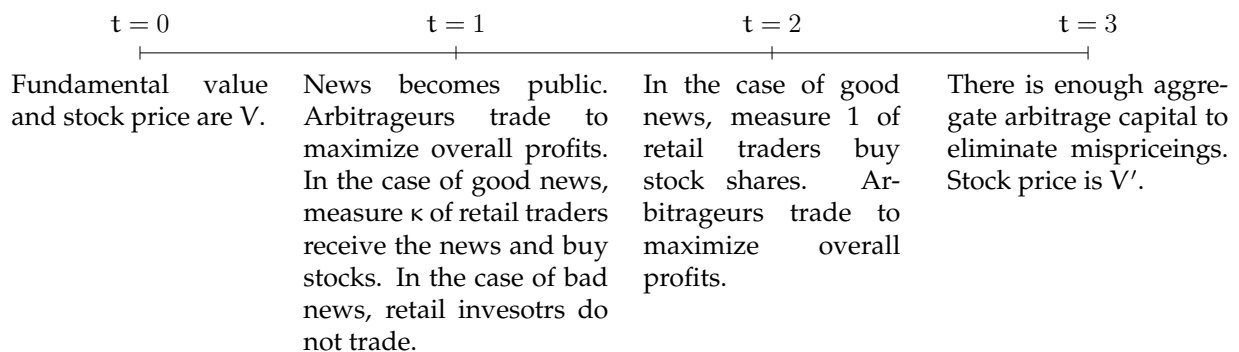 t = 0
t = 1
t = 2
t = 3
Fundamental value
and stock price are V.
News becomes public.
Arbitrageurs trade to
maximize overall profits.
In the case of good news,
measure κ of retail traders
receive the news and buy
stocks. In the case of bad
news, retail invesotrs do
not trade.
In the case of good
news, measure 1 of
retail traders buy
stock shares. Ar-
bitrageurs trade to
maximize overall
profits.
There is enough aggre-
gate arbitrage capital to
eliminate mispriceings.
Stock price is V′.